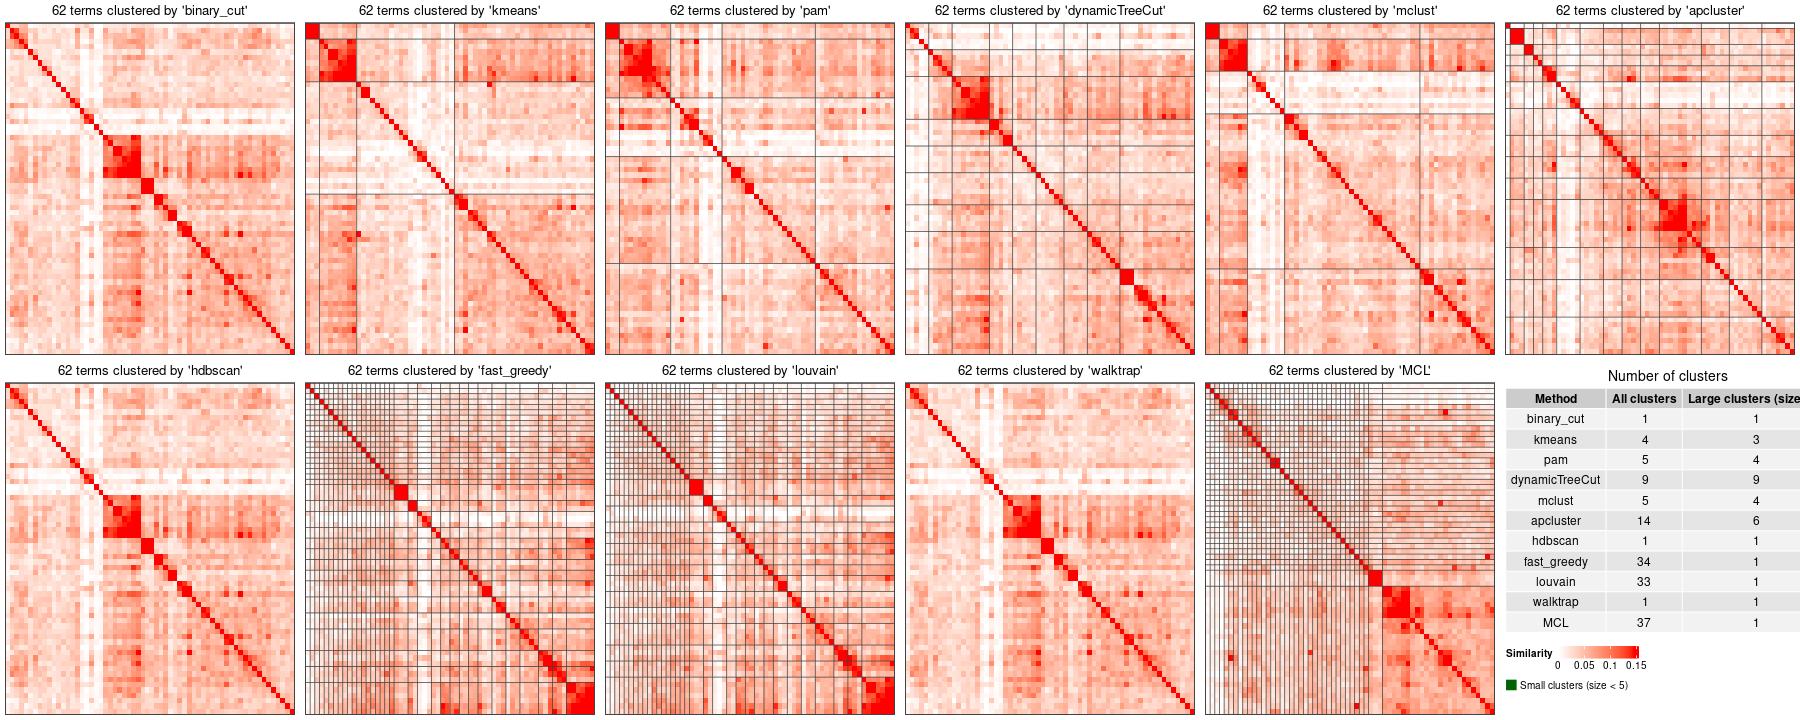 62 terms clustered by 'binary_cut'
62 terms clustered by 'kmeans'
62 terms clustered by 'pam'
62 terms clustered by 'dynamicTreeCut'
62 terms clustered by 'mclust'
62 terms clustered by 'apcluster'
62 terms clustered by 'hdbscan'
62 terms clustered by 'fast_greedy'
62 terms clustered by 'louvain'
62 terms clustered by 'walktrap'
62 terms clustered by 'MCL'
Number of clusters
Method All clusters Large clusters (size
binary_cut 1 1
kmeans 4 3
pam 5 4
dynamicTreeCut 9 9
mclust 5 4
apcluster 14 6
hdbscan 1 1
fast_greedy 34 1
louvain 33 1
walktrap 1 1
MCL 37 1
Similarity
0 0.05 0.1 0.15
Small clusters (size < 5)